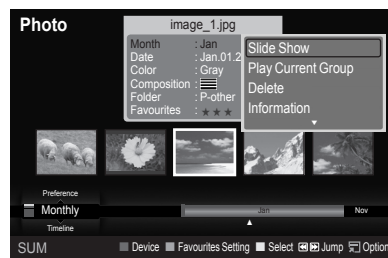 Photo
image_1.jpg
Month : Jan
Date : Jan.01.2
Color : Gray
Composition :
Folder : P-other
Favourites : ★ ★ ★
Slide Show
Play Current Group
Delete
Information
Preference
Monthly
Timeline
Jan
Nov
SUM
Device
Favourites Setting
Select
Jump
Option